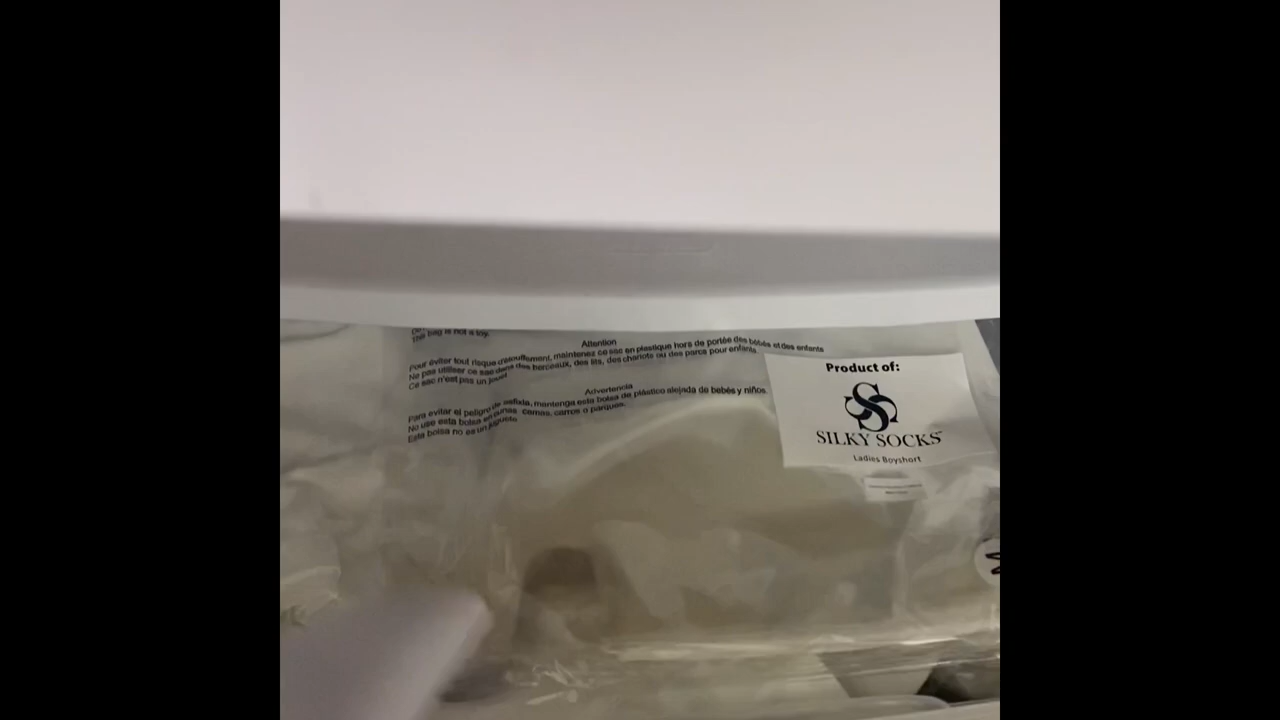 This bag is not a toy.
Attention
Pour éviter tout risque d'étouffement, maintenez ce sac en plastique hors de portée des bébés et des enfants
Ne pas utiliser ce sac dans des berceaux, des lits, des chariots ou des parcs pour enfants.
Ce sac n'est pas un jouet
Advertencia
Para evitar el peligro de asfixia, mantenga esta bolsa de plástico alejada de bebés y niños.
No use esta bolsa en cunas camas, carros o parques.
Esta bolsa no es un juguete
Product of:
SILKY SOCKS
Ladies Boyshort